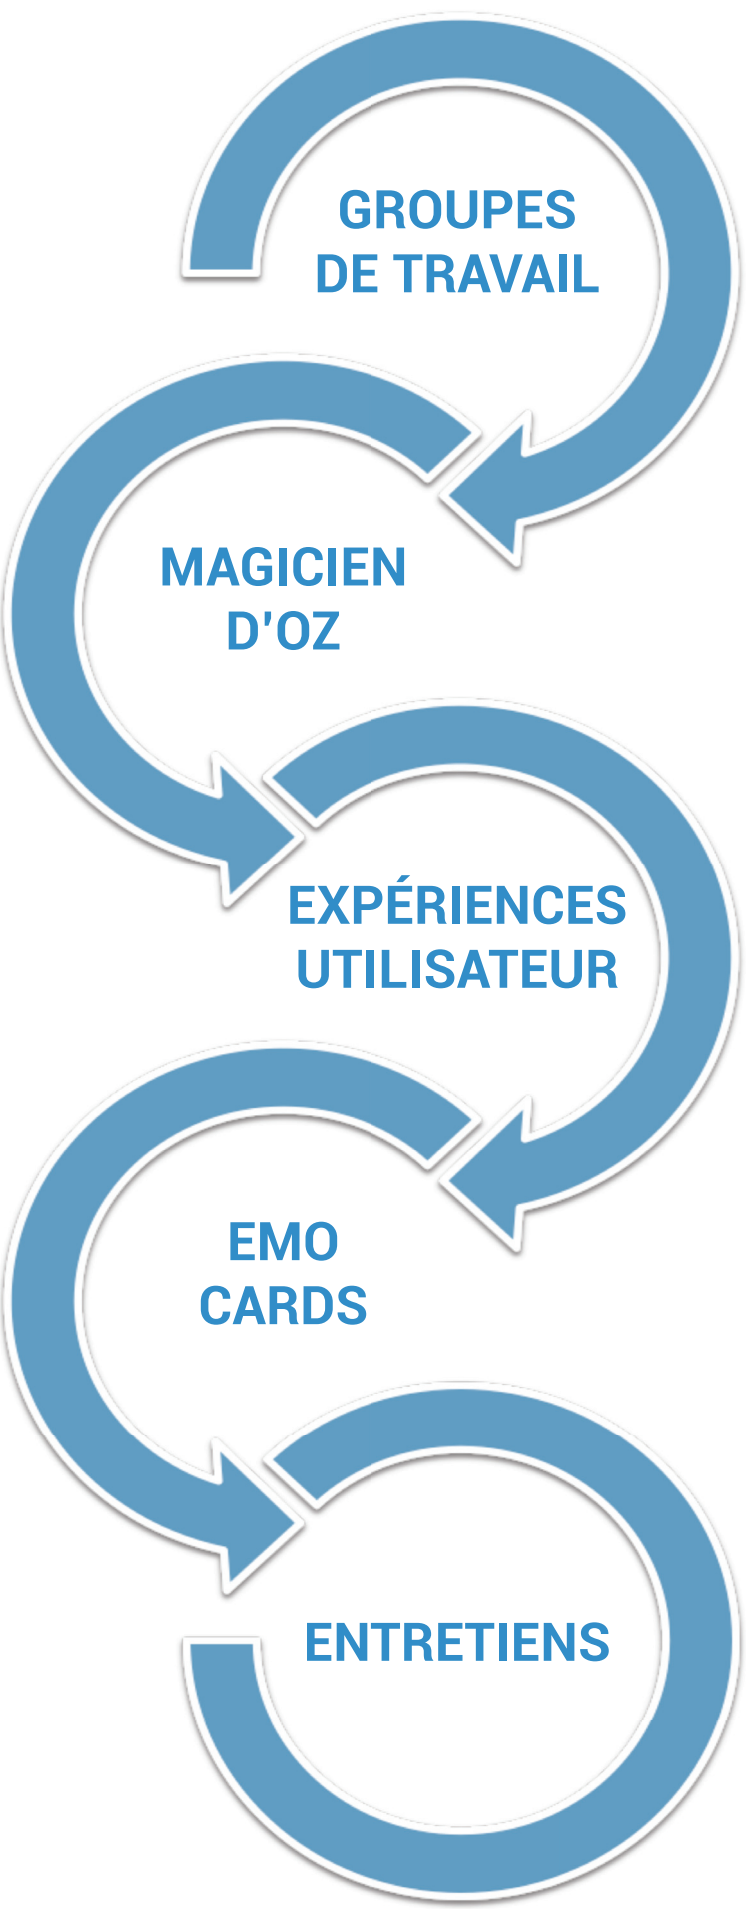 GROUPES
DE TRAVAIL
MAGICIEN
D'OZ
EXPÉRIENCES
UTILISATEUR
EMO
CARDS
ENTRETIENS